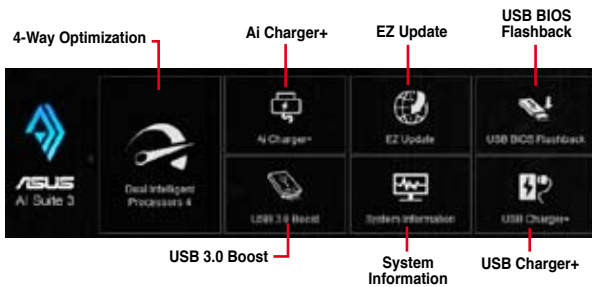 4-Way Optimization
Ai Charger+
EZ Update
USB BIOS
Flashback
ASUS
AI Suite 3
Dual Intelligent
Processors 4
Ai Charger+
EZ Update
USB BIOS Flashback
USB 3.0 Boost
System Information
USB Charger+
USB 3.0 Boost
System
Information
USB Charger+